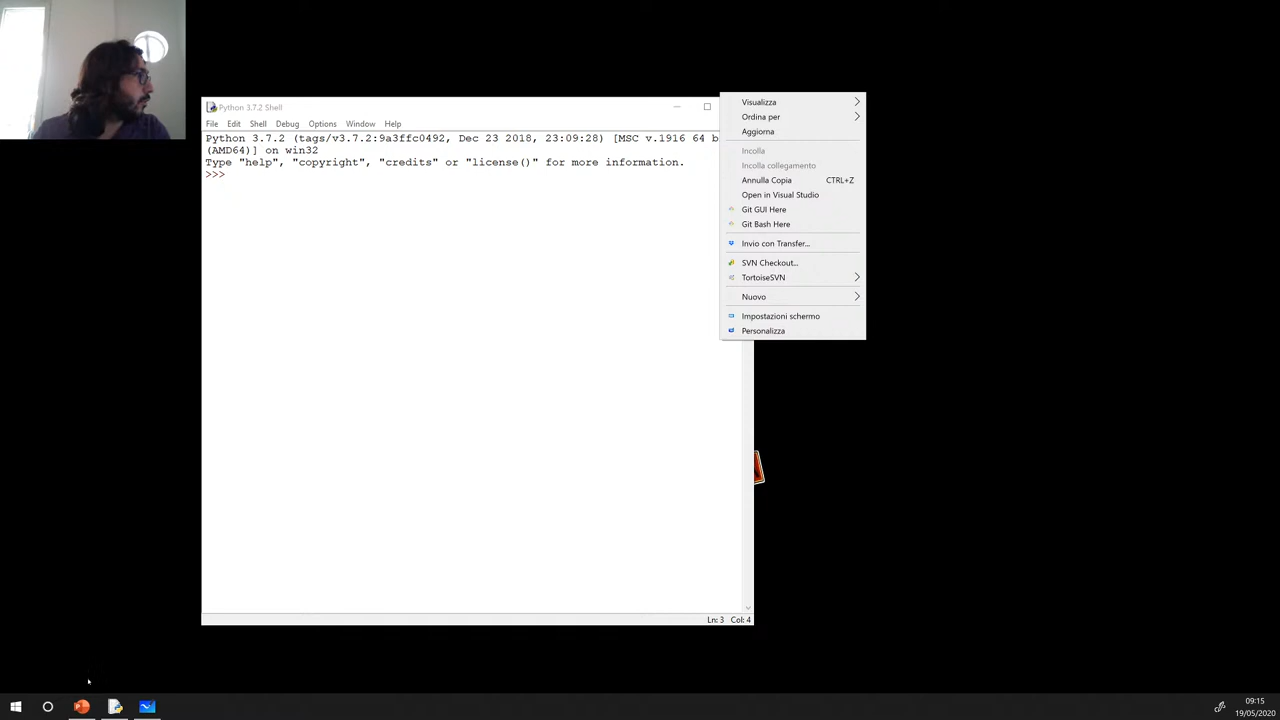 Python 3.7.2 Shell
File Edit Shell Debug Options Window Help
Python 3.7.2 (tags/v3.7.2:9a3ffc0492, Dec 23 2018, 23:09:28) [MSC v.1916 64 b
(AMD64)] on win32
Type "help", "copyright", "credits" or "license()" for more information.
>>>
Visualizza
Ordina per
Aggiorna
Incolla
Incolla collegamento
Annulla Copia CTRL+Z
Open in Visual Studio
Git GUI Here
Git Bash Here
Invio con Transfer...
SVN Checkout...
TortoiseSVN
Nuovo
Impostazioni schermo
Personalizza
Ln: 3 Col: 4
09:15
19/05/2020